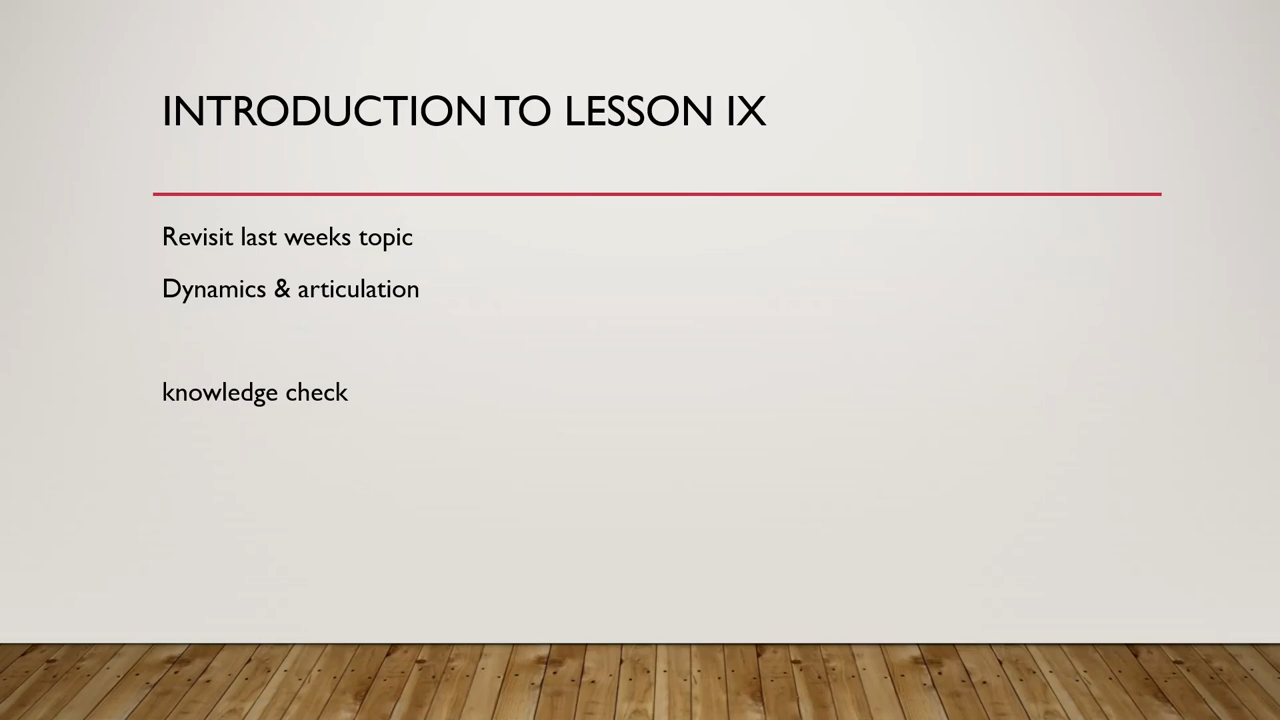 INTRODUCTION TO LESSON IX
Revisit last weeks topic
Dynamics & articulation
knowledge check